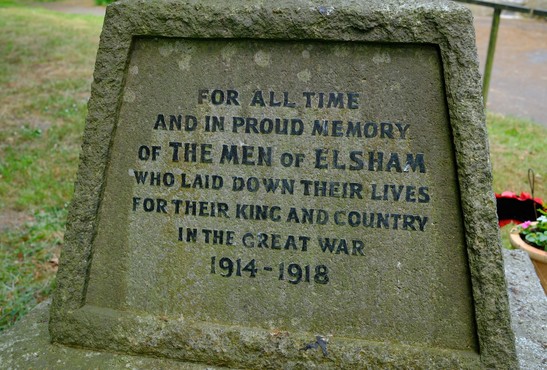 FOR ALL TIME
AND IN PROUD MEMORY
OF THE MEN OF ELSHAM
WHO LAID DOWN THEIR LIVES
FOR THEIR KING AND COUNTRY
IN THE GREAT WAR
1914-1918